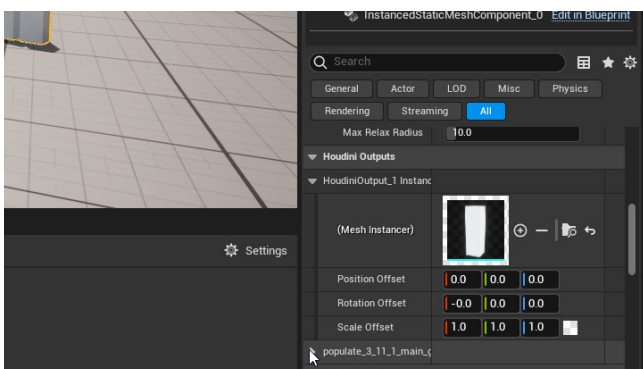 InstancedStaticMeshComponent_0 Edit in Blueprint
Search
General Actor LOD Misc Physics
Rendering Streaming All
Max Relax Radius 10.0
Houdini Outputs
HoudiniOutput_1 Instanc
(Mesh Instancer)
Settings
Position Offset 0.0 0.0 0.0
Rotation Offset -0.0 0.0 0.0
Scale Offset 1.0 1.0 1.0
populate_3_11_1_main_g